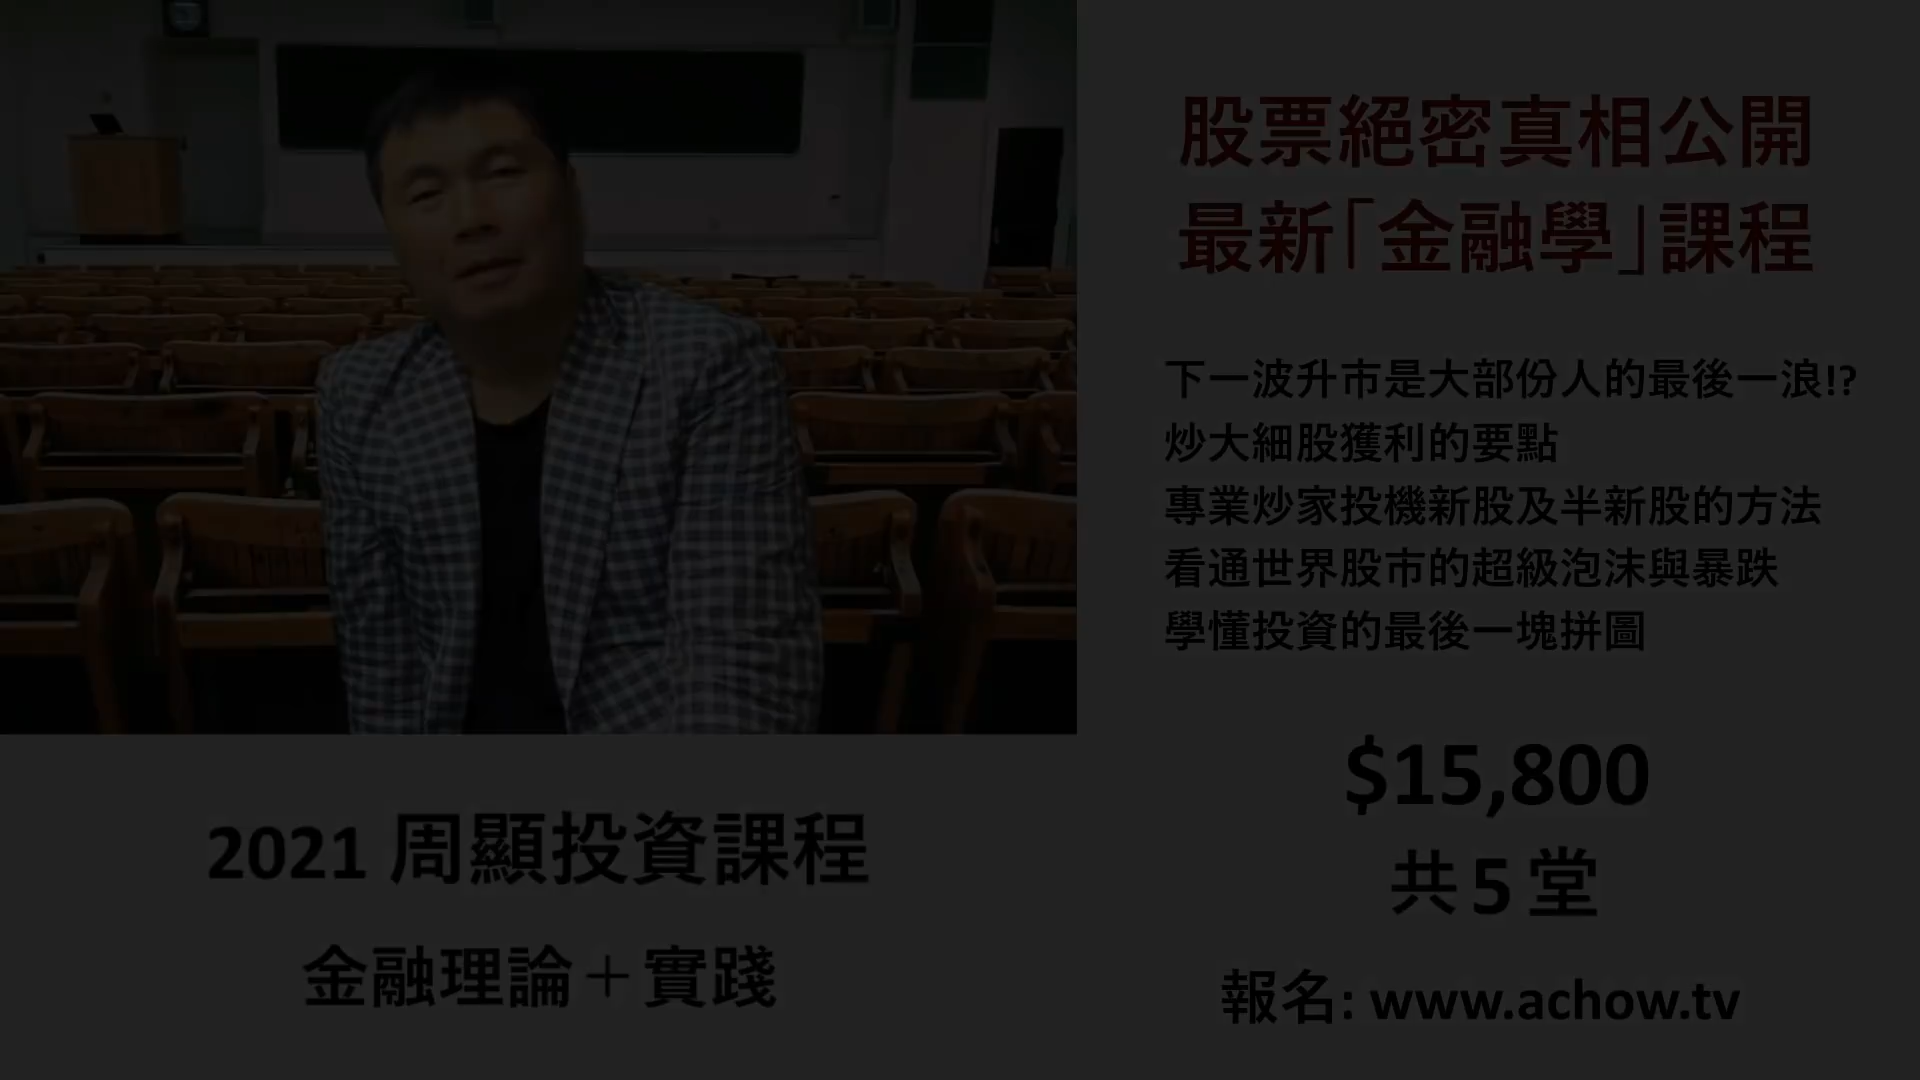 股票絕密真相公開
最新「金融學」課程
下一波升市是大部份人的最後一浪!?
炒大細股獲利的要點
專業炒家投機新股及半新股的方法
看通世界股市的超級泡沫與暴跌
學懂投資的最後一塊拼圖
$15,800
共5堂
報名: www.achow.tv
2021 周顯投資課程
金融理論＋實踐